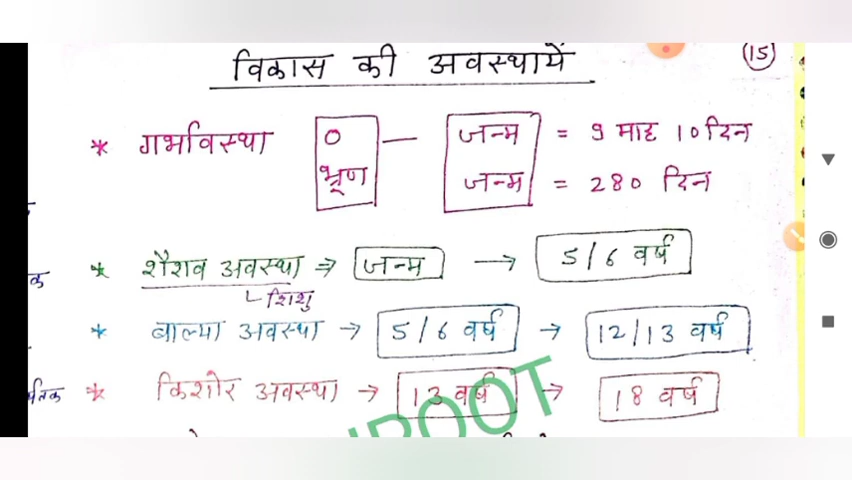 विकास की अवस्थायें
(15)
* गर्भावस्था 0 — जन्म = 9 माह 10 दिन
भ्रूण जन्म = 280 दिन
* शैशव अवस्था → जन्म → 5/6 वर्ष
शिशु
* बाल्या अवस्था → 5/6 वर्ष → 12/13 वर्ष
* किशोर अवस्था → 13 वर्ष → 18 वर्ष